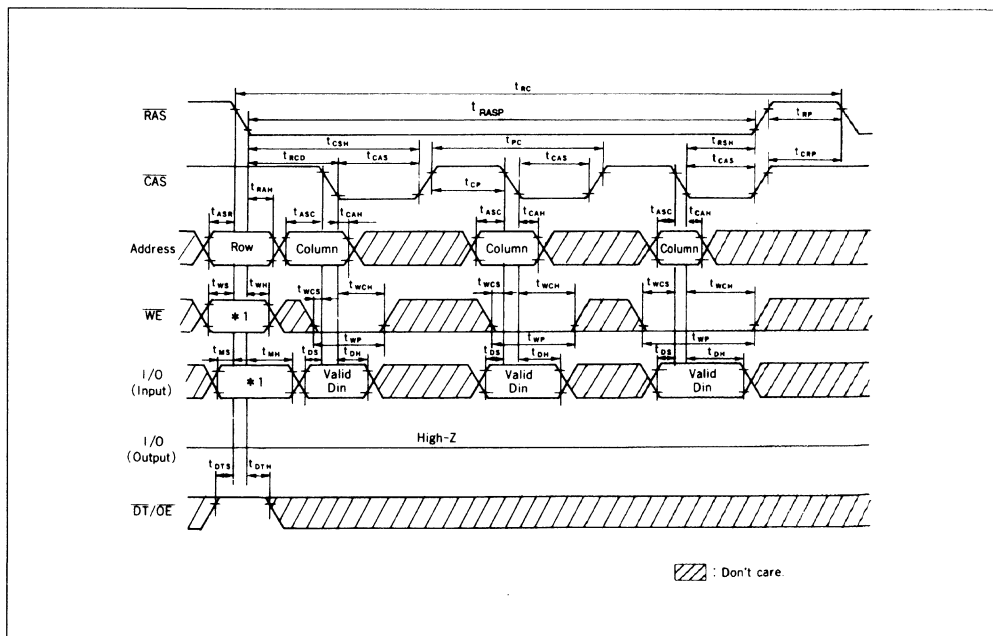 tRC
RAS
tRASP
tRP
tCSH
tPC
tRSH
tRCD
tCAS
tCAS
tCAS
tCRP
CAS
tCP
tRAH
tASR
tASC
tCAH
tASC
tCAH
tASC
tCAH
Address
Row
Column
Column
Column
tWS
tWH
tWCS
tWCH
tWCS
tWCH
tWCS
tWCH
WE
*1
tWP
tWP
tWP
tMS
tMH
tDS
tDH
tDS
tDH
tDS
tDH
I/O
(Input)
*1
Valid
Din
Valid
Din
Valid
Din
I/O
(Output)
High-Z
tDTS
tDTH
DT/OE
: Don't care.